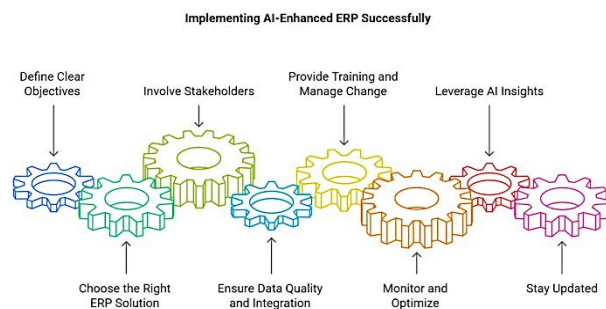 Implementing AI-Enhanced ERP Successfully
Define Clear
Objectives
Involve Stakeholders
Provide Training and
Manage Change
Leverage AI Insights
Choose the Right
ERP Solution
Ensure Data Quality
and Integration
Monitor and
Optimize
Stay Updated